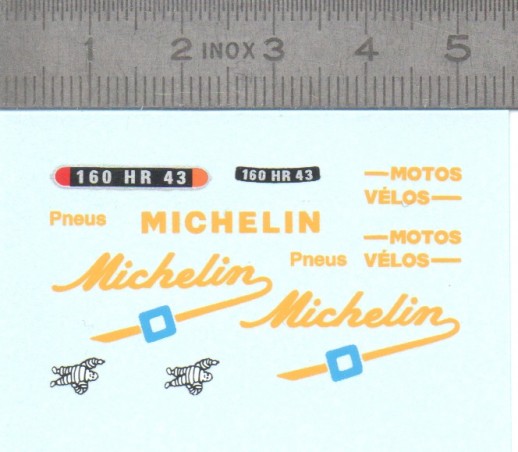 1 2 INOX 3 4 5
160 HR 43
160 HR 43
—MOTOS
VÉLOS—
Pneus
MICHELIN
—MOTOS
VÉLOS—
Michelin
Pneus
Michelin